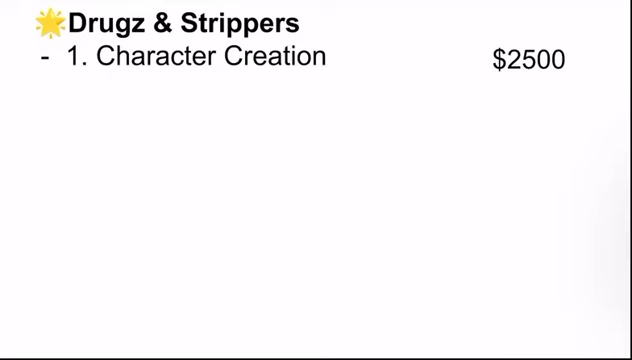 🌟Drugz & Strippers
- 1. Character Creation $2500